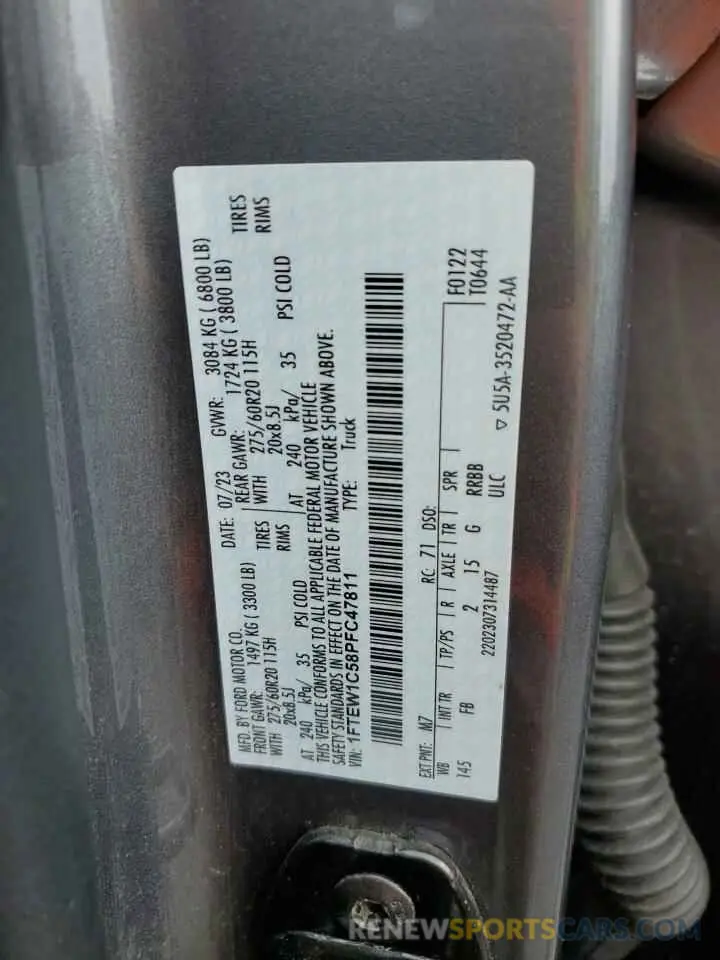 MFD. BY FORD MOTOR CO.
DATE: 07/23 GVWR: 3084 KG ( 6800 LB)
FRONT GAWR: 1497 KG ( 3300 LB) REAR GAWR: 1724 KG ( 3800 LB)
WITH 275/60R20 115H TIRES WITH 275/60R20 115H TIRES
20x8.5J RIMS 20x8.5J RIMS
AT 240 kPa/ 35 PSI COLD AT 240 kPa/ 35 PSI COLD
THIS VEHICLE CONFORMS TO ALL APPLICABLE FEDERAL MOTOR VEHICLE
SAFETY STANDARDS IN EFFECT ON THE DATE OF MANUFACTURE SHOWN ABOVE.
VIN: 1FTEW1C58PFC47811 TYPE: Truck
EXT PNT: M7 RC: 71 DSO: F0122
WB INT TR TP/PS R AXLE TR SPR T0644
145 FB 2 15 G RRBB
2202307314487 ULC ▽ 5U5A-3520472-AA
RENEWSPORTSCARS.COM